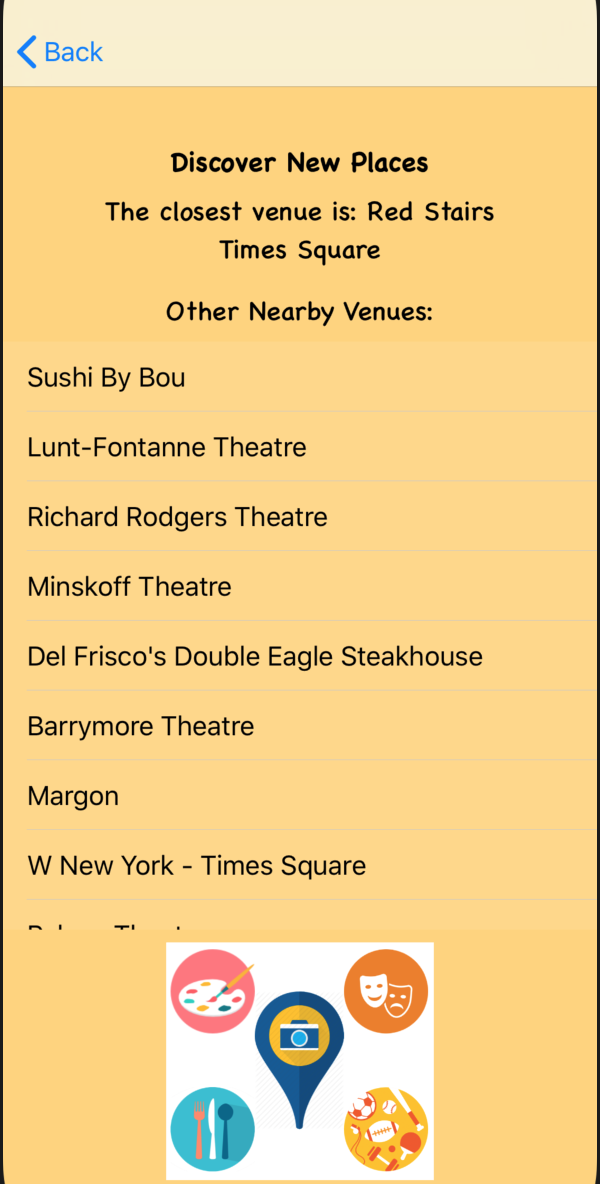 Back
Discover New Places
The closest venue is: Red Stairs
Times Square
Other Nearby Venues:
Sushi By Bou
Lunt-Fontanne Theatre
Richard Rodgers Theatre
Minskoff Theatre
Del Frisco's Double Eagle Steakhouse
Barrymore Theatre
Margon
W New York - Times Square